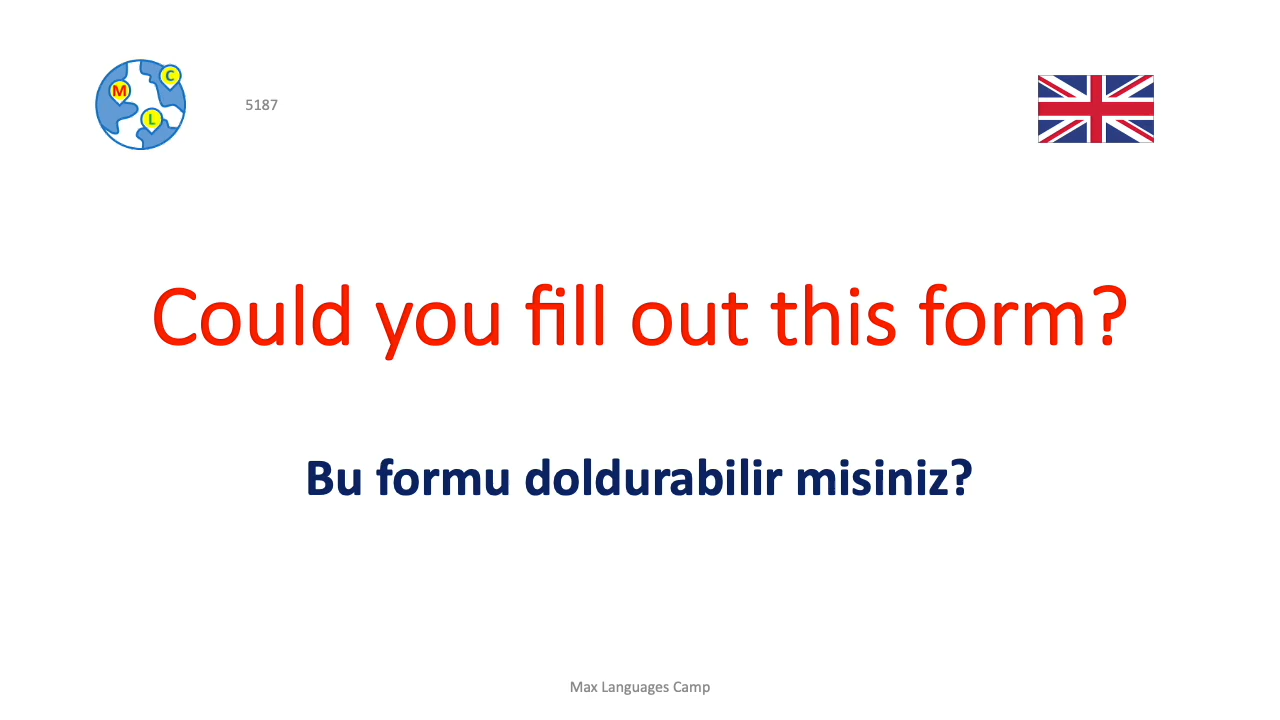 M
C
L
5187
Could you fill out this form?
Bu formu doldurabilir misiniz?
Max Languages Camp